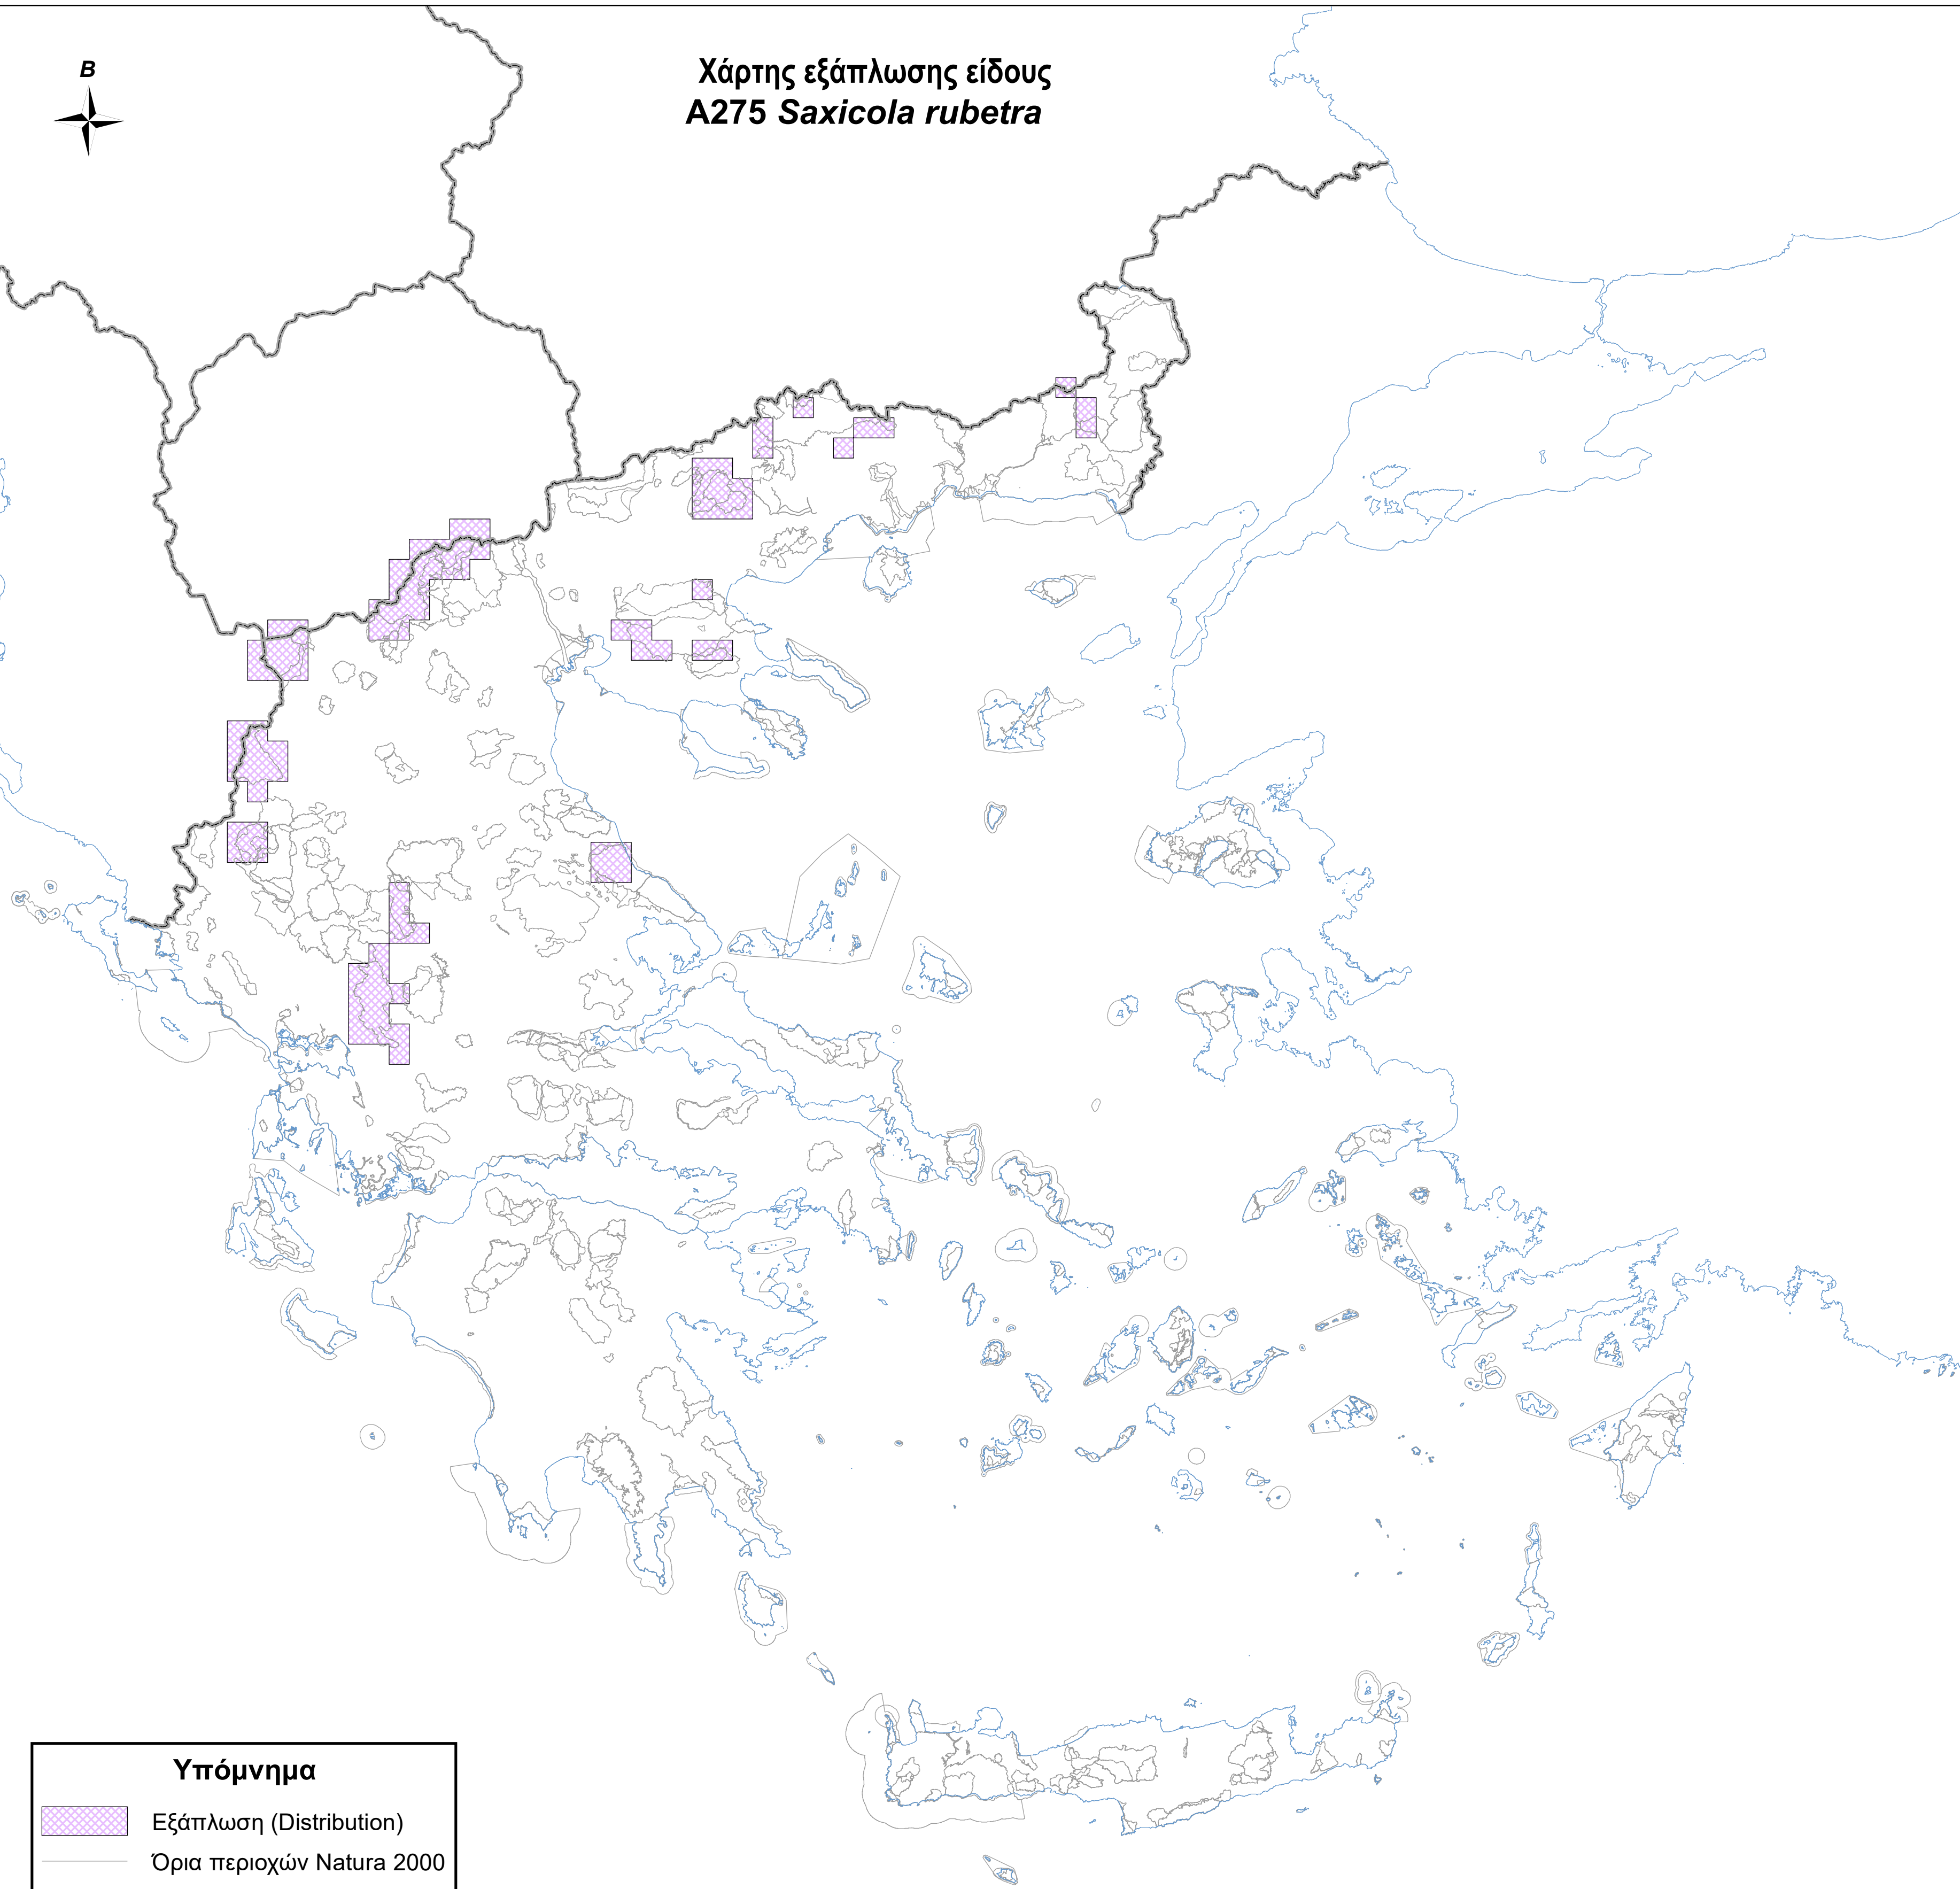 Β
Χάρτης εξάπλωσης είδους
A275 Saxicola rubetra
Υπόμνημα
Εξάπλωση (Distribution)
Όρια περιοχών Natura 2000